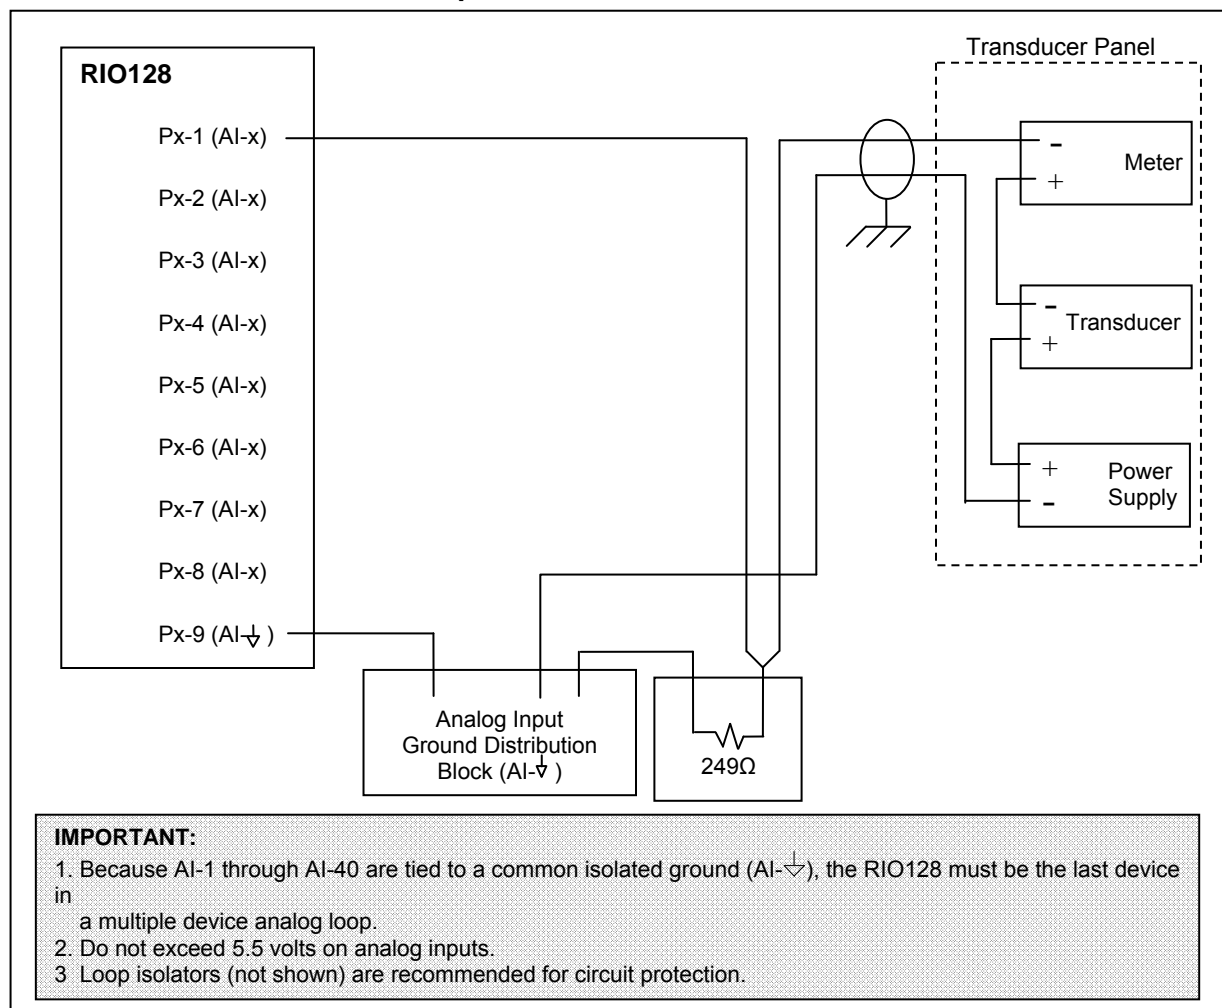 RIO128
Px-1 (AI-x)
Px-2 (AI-x)
Px-3 (AI-x)
Px-4 (AI-x)
Px-5 (AI-x)
Px-6 (AI-x)
Px-7 (AI-x)
Px-8 (AI-x)
Px-9 (AI-⏚ )
Transducer Panel
-
Meter
+
-
Transducer
+
+
Power
Supply
-
Analog Input
Ground Distribution
Block (AI-⏚ )
249Ω
IMPORTANT:
1. Because AI-1 through AI-40 are tied to a common isolated ground (AI-⏚), the RIO128 must be the last device
in
a multiple device analog loop.
2. Do not exceed 5.5 volts on analog inputs.
3 Loop isolators (not shown) are recommended for circuit protection.